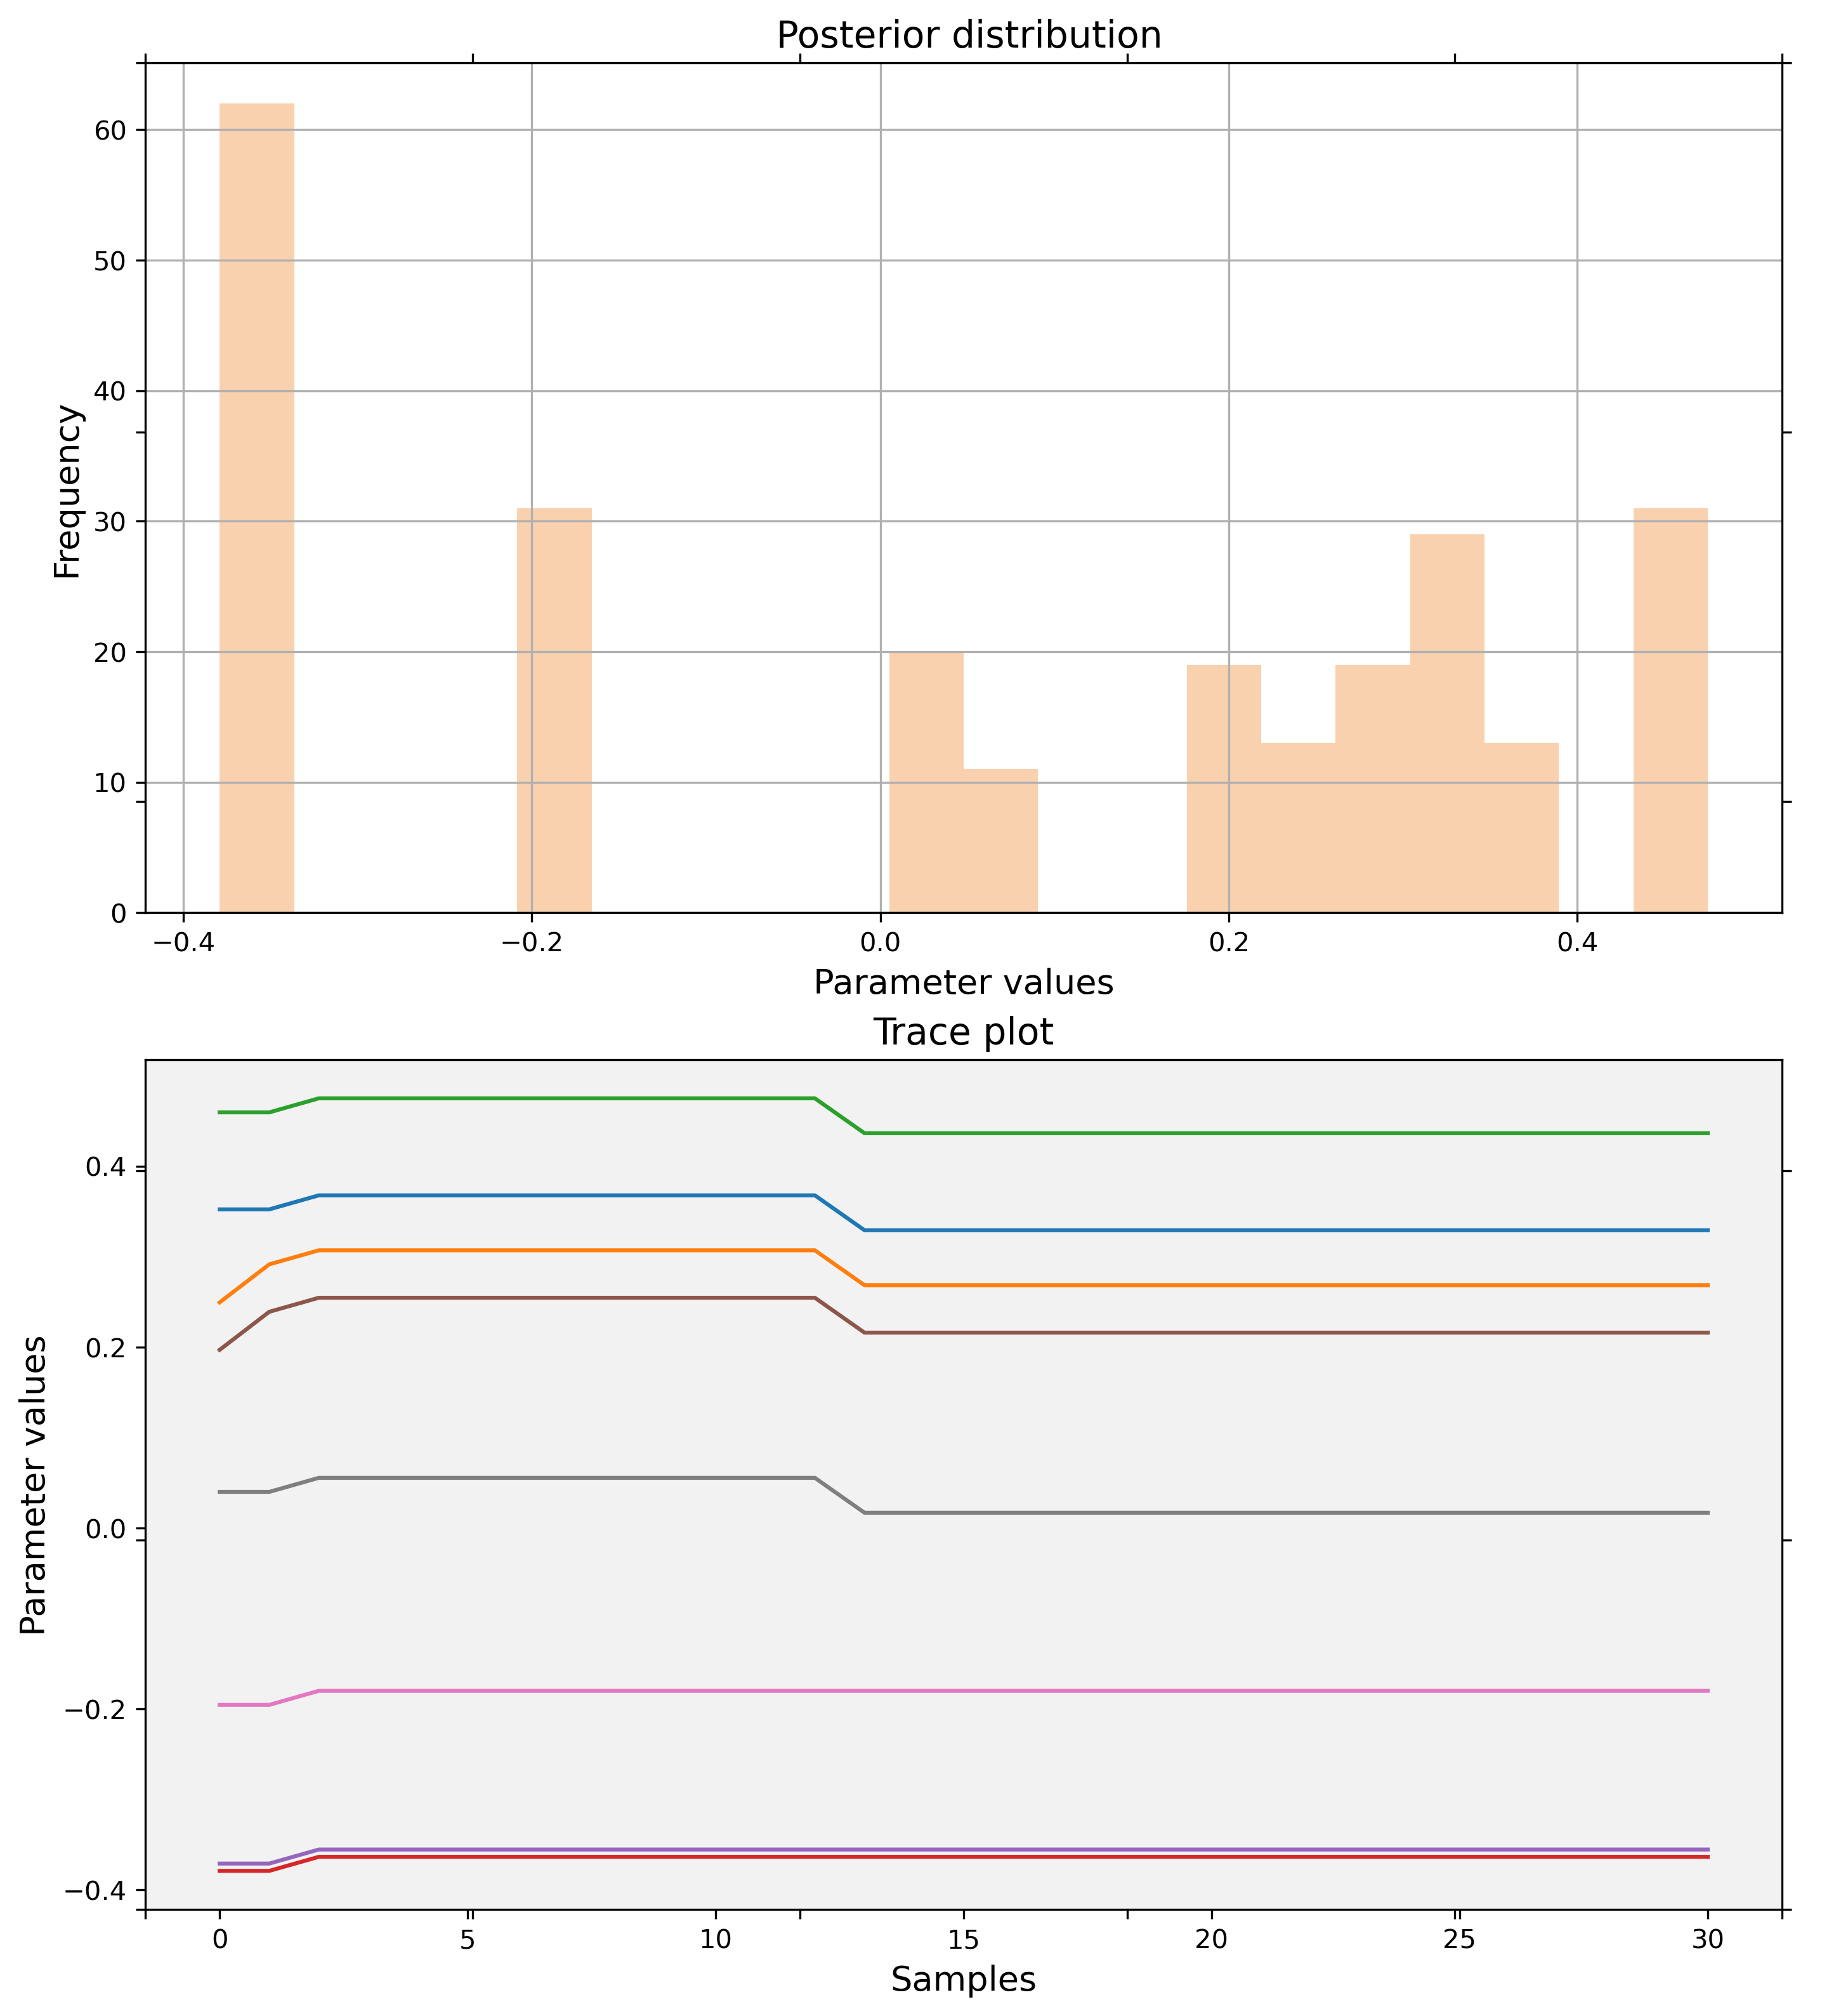 Posterior distribution
60
50
40
30
20
10
0
Frequency
−0.4 −0.2 0.0 0.2 0.4
Parameter values
Trace plot
0.4
0.2
0.0
−0.2
−0.4
Parameter values
0 5 10 15 20 25 30
Samples